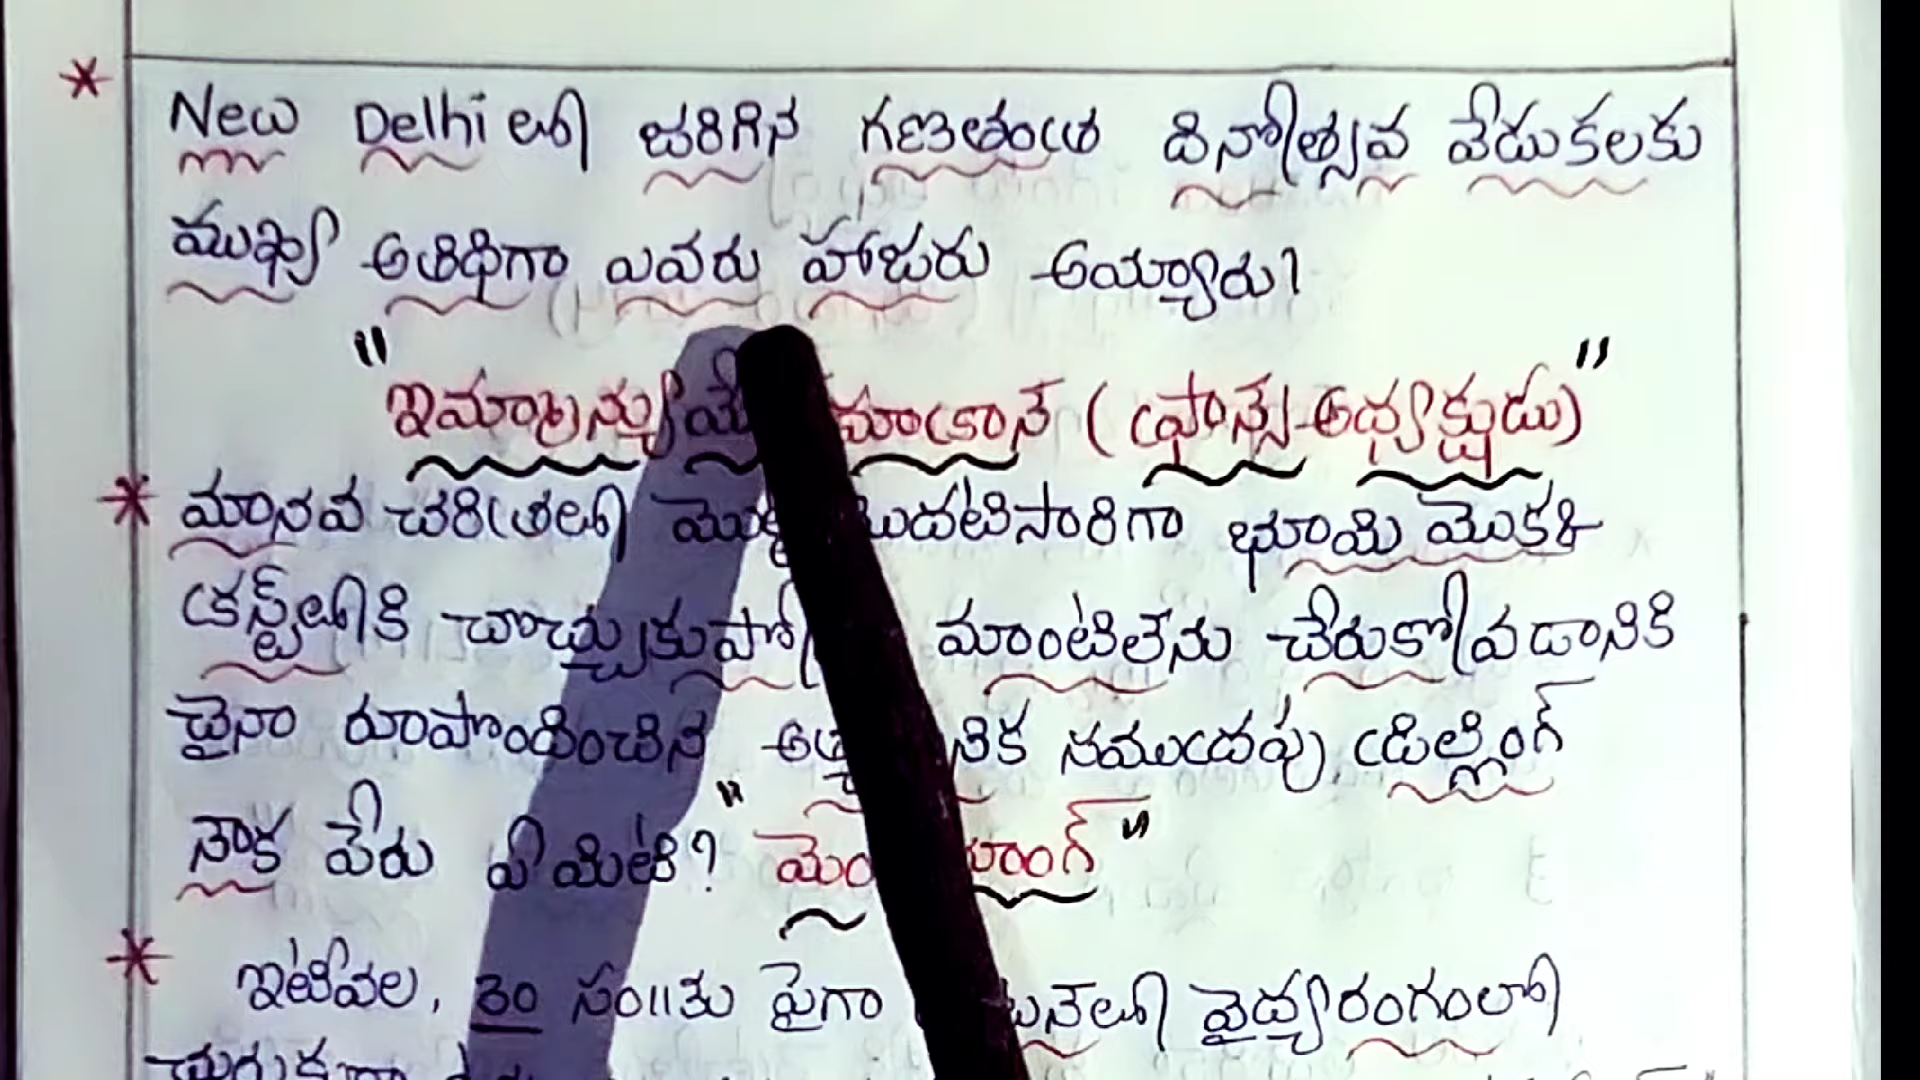 New Delhi లో జరిగిన గణతంత్ర దినోత్సవ వేడుకలకు
ముఖ్య అతిథిగా ఎవరు హాజరు అయ్యారు?
"ఇమ్మాన్యుయే మాక్రాన్ (ఫ్రాన్స్ అధ్యక్షుడు)"
మానవ చరిత్రలో మొదటిసారిగా భూమి యొక్క
క్రస్ట్‌లోకి చొచ్చుకుపో మాంటిల్‌ను చేరుకోవడానికి
చైనా రూపొందించిన సముద్రపు డ్రిల్లింగ్
నౌక పేరు ఏమిటి?
ఇటీవల, 30 సం॥కు పైగా వైద్యరంగంలో